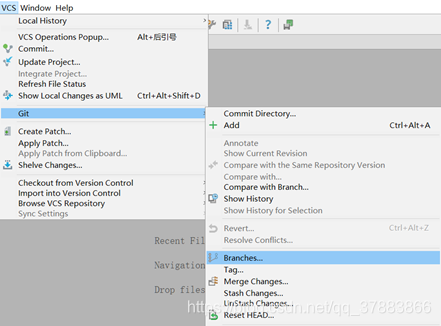 VCS Window Help
Local History
VCS Operations Popup... Alt+后引号
Commit...
Update Project...
Integrate Project...
Refresh File Status
Show Local Changes as UML Ctrl+Alt+Shift+D
Git
Create Patch...
Apply Patch...
Apply Patch from Clipboard...
Shelve Changes...
Checkout from Version Control
Import into Version Control
Browse VCS Repository
Sync Settings
Commit Directory...
Add Ctrl+Alt+A
Annotate
Show Current Revision
Compare with the Same Repository Version
Compare with...
Compare with Branch...
Show History
Show History for Selection
Revert... Ctrl+Alt+Z
Resolve Conflicts...
Branches...
Tag...
Merge Changes...
Stash Changes...
UnStash Changes...
Reset HEAD...
Recent Fil
Navigation
Drop files